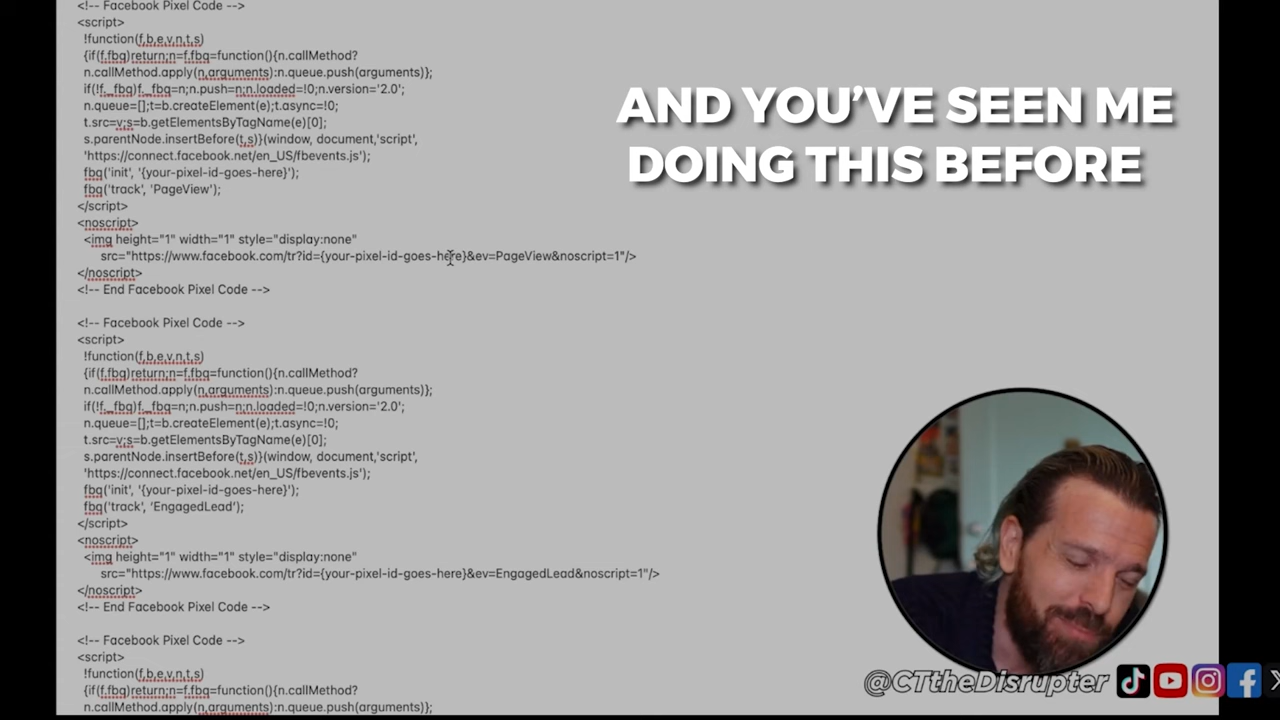 <!-- Facebook Pixel Code -->
<script>
!function(f,b,e,v,n,t,s)
{if(f.fbq)return;n=f.fbq=function(){n.callMethod?
n.callMethod.apply(n,arguments):n.queue.push(arguments)};
if(!f._fbq)f._fbq=n;n.push=n;n.loaded=!0;n.version='2.0';
n.queue=[];t=b.createElement(e);t.async=!0;
t.src=v;s=b.getElementsByTagName(e)[0];
s.parentNode.insertBefore(t,s)}(window, document,'script',
'https://connect.facebook.net/en_US/fbevents.js');
fbq('init', '{your-pixel-id-goes-here}');
fbq('track', 'PageView');
</script>
<noscript>
<img height="1" width="1" style="display:none"
src="https://www.facebook.com/tr?id={your-pixel-id-goes-here}&ev=PageView&noscript=1"/>
</noscript>
<!-- End Facebook Pixel Code -->
<!-- Facebook Pixel Code -->
<script>
!function(f,b,e,v,n,t,s)
{if(f.fbq)return;n=f.fbq=function(){n.callMethod?
n.callMethod.apply(n,arguments):n.queue.push(arguments)};
if(!f._fbq)f._fbq=n;n.push=n;n.loaded=!0;n.version='2.0';
n.queue=[];t=b.createElement(e);t.async=!0;
t.src=v;s=b.getElementsByTagName(e)[0];
s.parentNode.insertBefore(t,s)}(window, document,'script',
'https://connect.facebook.net/en_US/fbevents.js');
fbq('init', '{your-pixel-id-goes-here}');
fbq('track', 'EngagedLead');
</script>
<noscript>
<img height="1" width="1" style="display:none"
src="https://www.facebook.com/tr?id={your-pixel-id-goes-here}&ev=EngagedLead&noscript=1"/>
</noscript>
<!-- End Facebook Pixel Code -->
<!-- Facebook Pixel Code -->
<script>
!function(f,b,e,v,n,t,s)
{if(f.fbq)return;n=f.fbq=function(){n.callMethod?
n.callMethod.apply(n,arguments):n.queue.push(arguments)};
AND YOU'VE SEEN ME
DOING THIS BEFORE
@CTtheDisrupter